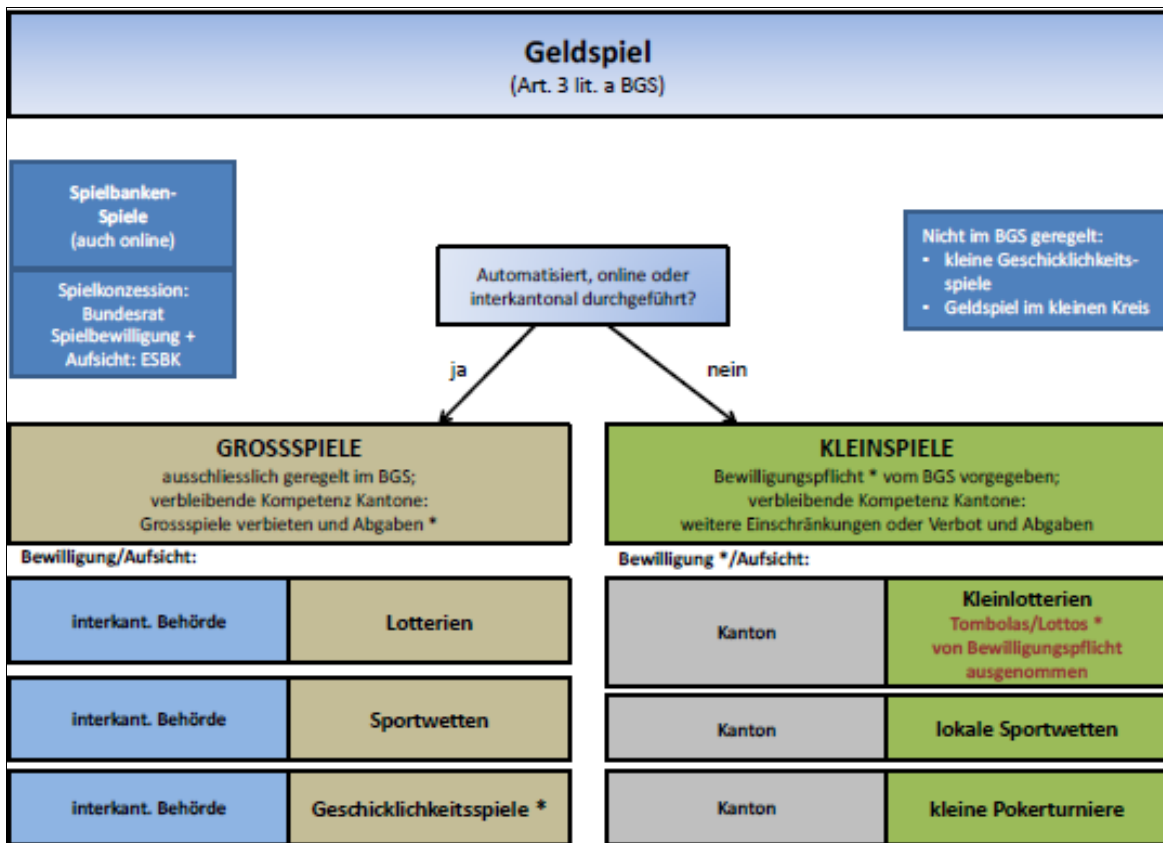 Geldspiel
(Art. 3 lit. a BGS)
Spielbanken-
Spiele
(auch online)
Spielkonzession:
Bundesrat
Spielbewilligung +
Aufsicht: ESBK
Automatisiert, online oder
interkantonal durchgeführt?
Nicht im BGS geregelt:
• kleine Geschicklichkeits-
spiele
• Geldspiel im kleinen Kreis
ja
nein
GROSSSPIELE
ausschliesslich geregelt im BGS;
verbleibende Kompetenz Kantone:
Grossspiele verbieten und Abgaben *
KLEINSPIELE
Bewilligungspflicht * vom BGS vorgegeben;
verbleibende Kompetenz Kantone:
weitere Einschränkungen oder Verbot und Abgaben
Bewilligung/Aufsicht:
Bewilligung */Aufsicht:
interkant. Behörde
Lotterien
Kanton
Kleinlotterien
Tombolas/Lottos *
von Bewilligungspflicht
ausgenommen
interkant. Behörde
Sportwetten
Kanton
lokale Sportwetten
interkant. Behörde
Geschicklichkeitsspiele *
Kanton
kleine Pokerturniere